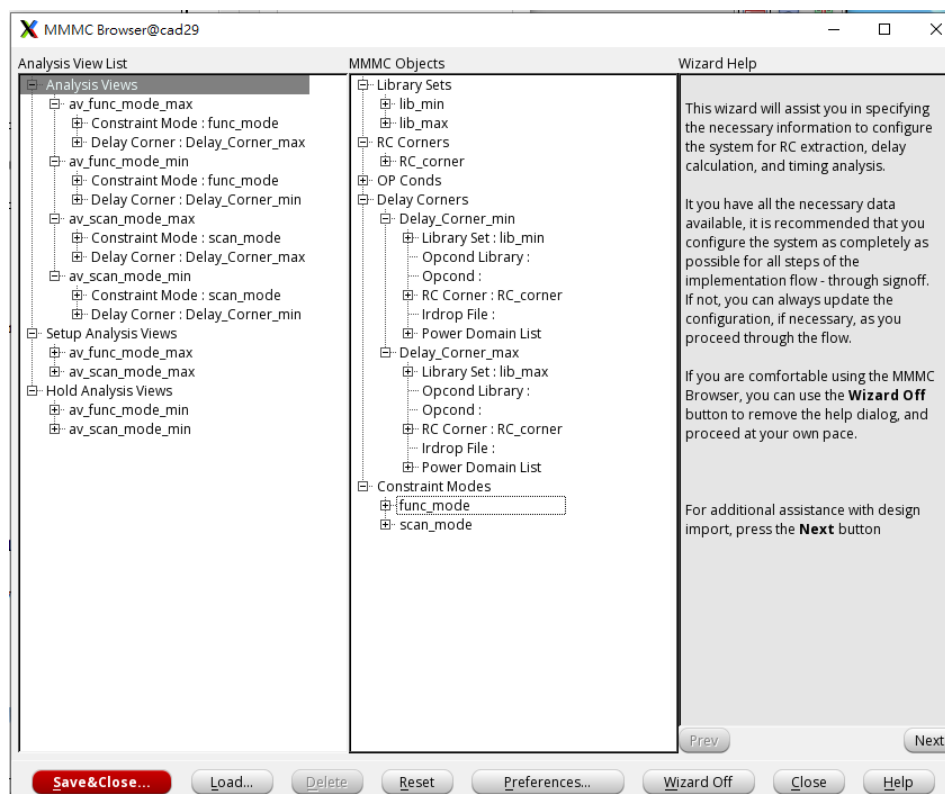 MMMC Browser@cad29
Analysis View List
Analysis Views
av_func_mode_max
Constraint Mode : func_mode
Delay Corner : Delay_Corner_max
av_func_mode_min
Constraint Mode : func_mode
Delay Corner : Delay_Corner_min
av_scan_mode_max
Constraint Mode : scan_mode
Delay Corner : Delay_Corner_max
av_scan_mode_min
Constraint Mode : scan_mode
Delay Corner : Delay_Corner_min
Setup Analysis Views
av_func_mode_max
av_scan_mode_max
Hold Analysis Views
av_func_mode_min
av_scan_mode_min
MMMC Objects
Library Sets
lib_min
lib_max
RC Corners
RC_corner
OP Conds
Delay Corners
Delay_Corner_min
Library Set : lib_min
Opcond Library :
Opcond :
RC Corner : RC_corner
Irdrop File :
Power Domain List
Delay_Corner_max
Library Set : lib_max
Opcond Library :
Opcond :
RC Corner : RC_corner
Irdrop File :
Power Domain List
Constraint Modes
func_mode
scan_mode
Wizard Help
This wizard will assist you in specifying
the necessary information to configure
the system for RC extraction, delay
calculation, and timing analysis.
It you have all the necessary data
available, it is recommended that you
configure the system as completely as
possible for all steps of the
implementation flow - through signoff.
If not, you can always update the
configuration, if necessary, as you
proceed through the flow.
If you are comfortable using the MMMC
Browser, you can use the Wizard Off
button to remove the help dialog, and
proceed at your own pace.
For additional assistance with design
import, press the Next button
Prev
Next
Save&Close...
Load...
Delete
Reset
Preferences...
Wizard Off
Close
Help